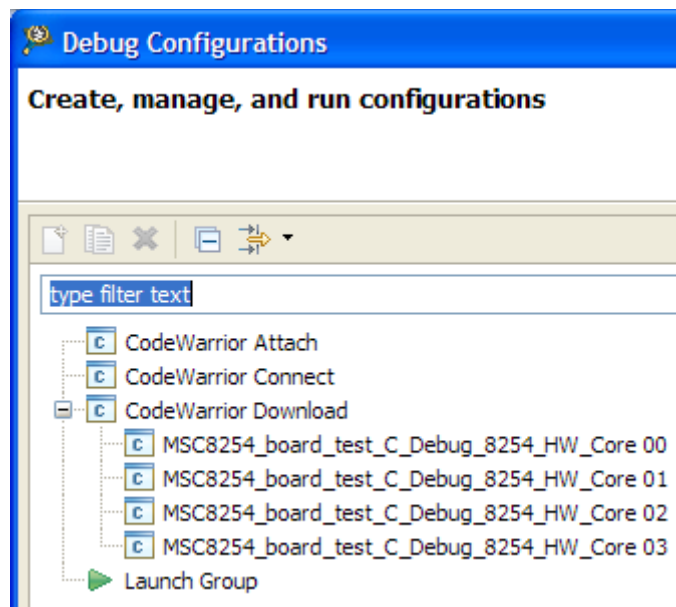 Debug Configurations
Create, manage, and run configurations
type filter text
CodeWarrior Attach
CodeWarrior Connect
CodeWarrior Download
MSC8254_board_test_C_Debug_8254_HW_Core 00
MSC8254_board_test_C_Debug_8254_HW_Core 01
MSC8254_board_test_C_Debug_8254_HW_Core 02
MSC8254_board_test_C_Debug_8254_HW_Core 03
Launch Group